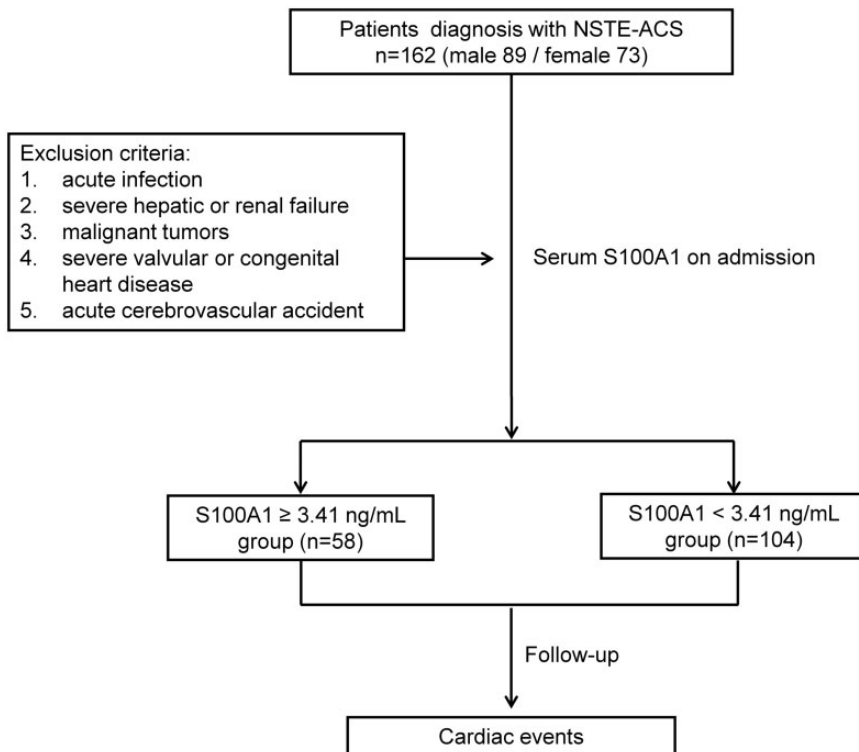 Patients diagnosis with NSTE-ACS
n=162 (male 89 / female 73)
Exclusion criteria:
1. acute infection
2. severe hepatic or renal failure
3. malignant tumors
4. severe valvular or congenital
heart disease
5. acute cerebrovascular accident
Serum S100A1 on admission
S100A1 ≥ 3.41 ng/mL
group (n=58)
S100A1 < 3.41 ng/mL
group (n=104)
Follow-up
Cardiac events